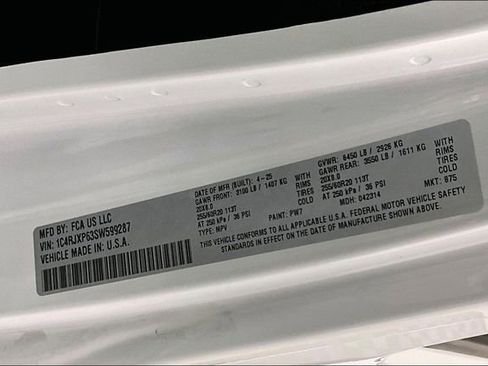 MFD BY: FCA US LLC
VIN: 1C4RJXP63SW599287
VEHICLE MADE IN: U.S.A.
DATE OF MFR (BUILT): 4-25
GAWR FRONT: 3100 LB / 1407 KG WITH
20X8.0 RIMS
255/60R20 113T TIRES
AT 250 kPa / 36 PSI COLD
TYPE: MPV PAINT: PW7
GVWR: 6450 LB / 2926 KG
GAWR REAR: 3550 LB / 1611 KG WITH
20X8.0 RIMS
255/60R20 113T TIRES
AT 250 kPa / 36 PSI COLD
MDH: 042314 MKT: 875
THIS VEHICLE CONFORMS TO ALL APPLICABLE U.S.A. FEDERAL MOTOR VEHICLE SAFETY
STANDARDS IN EFFECT ON THE DATE OF MANUFACTURE SHOWN ABOVE